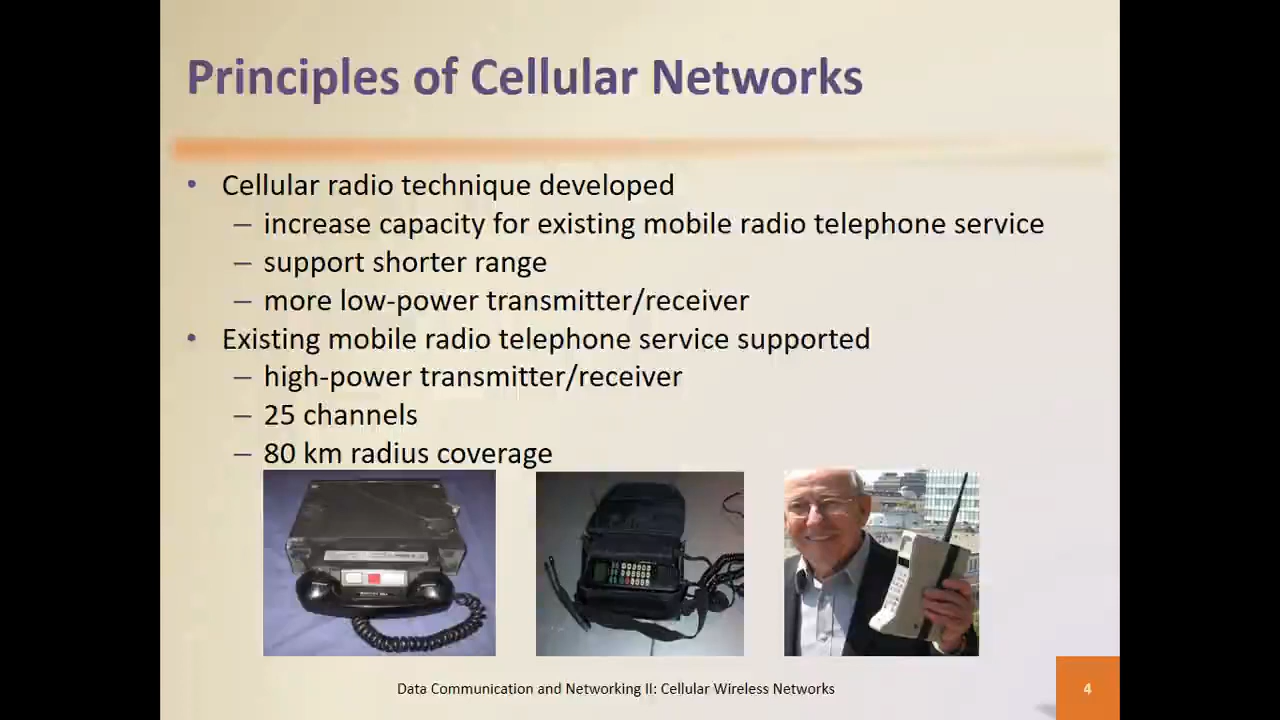 Principles of Cellular Networks
• Cellular radio technique developed
– increase capacity for existing mobile radio telephone service
– support shorter range
– more low-power transmitter/receiver
• Existing mobile radio telephone service supported
– high-power transmitter/receiver
– 25 channels
– 80 km radius coverage
Data Communication and Networking II: Cellular Wireless Networks
4